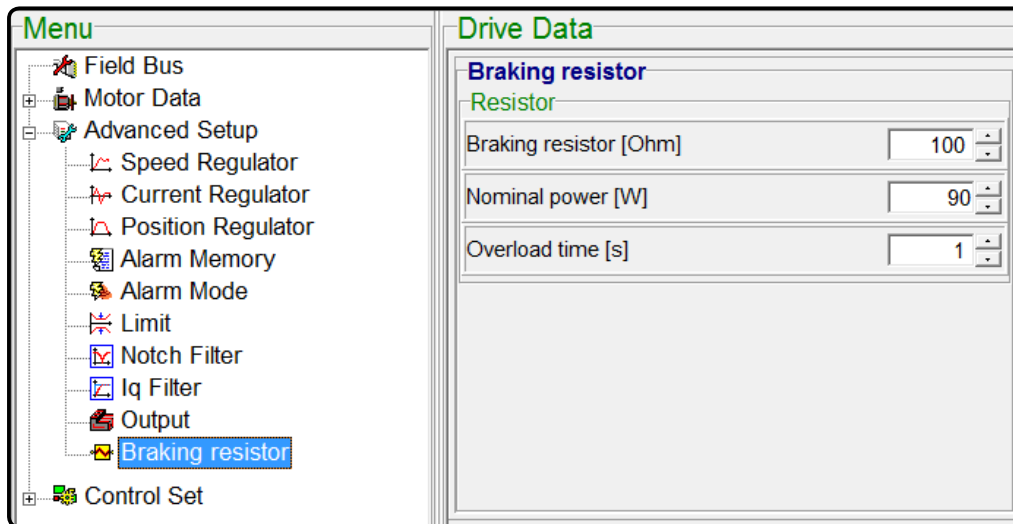 Menu
Field Bus
Motor Data
Advanced Setup
Speed Regulator
Current Regulator
Position Regulator
Alarm Memory
Alarm Mode
Limit
Notch Filter
Iq Filter
Output
Braking resistor
Control Set
Drive Data
Braking resistor
Resistor
Braking resistor [Ohm] 100
Nominal power [W] 90
Overload time [s] 1